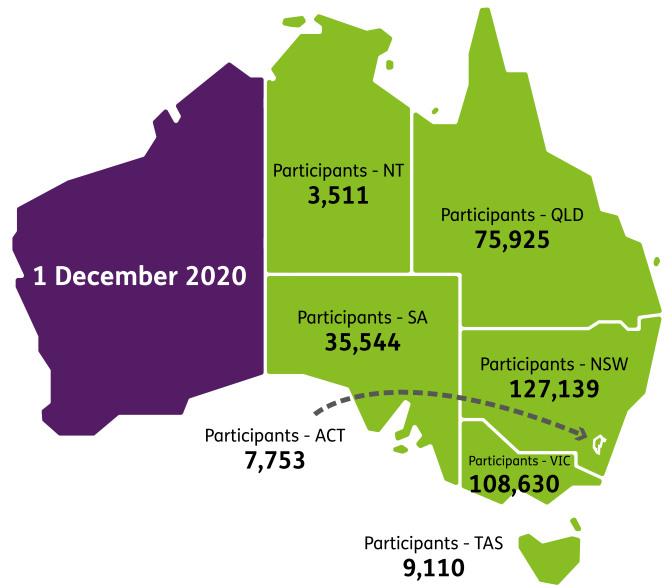 Participants - NT
3,511
Participants - QLD
75,925
1 December 2020
Participants - SA
35,544
Participants - NSW
127,139
Participants - ACT
7,753
Participants - VIC
108,630
Participants - TAS
9,110